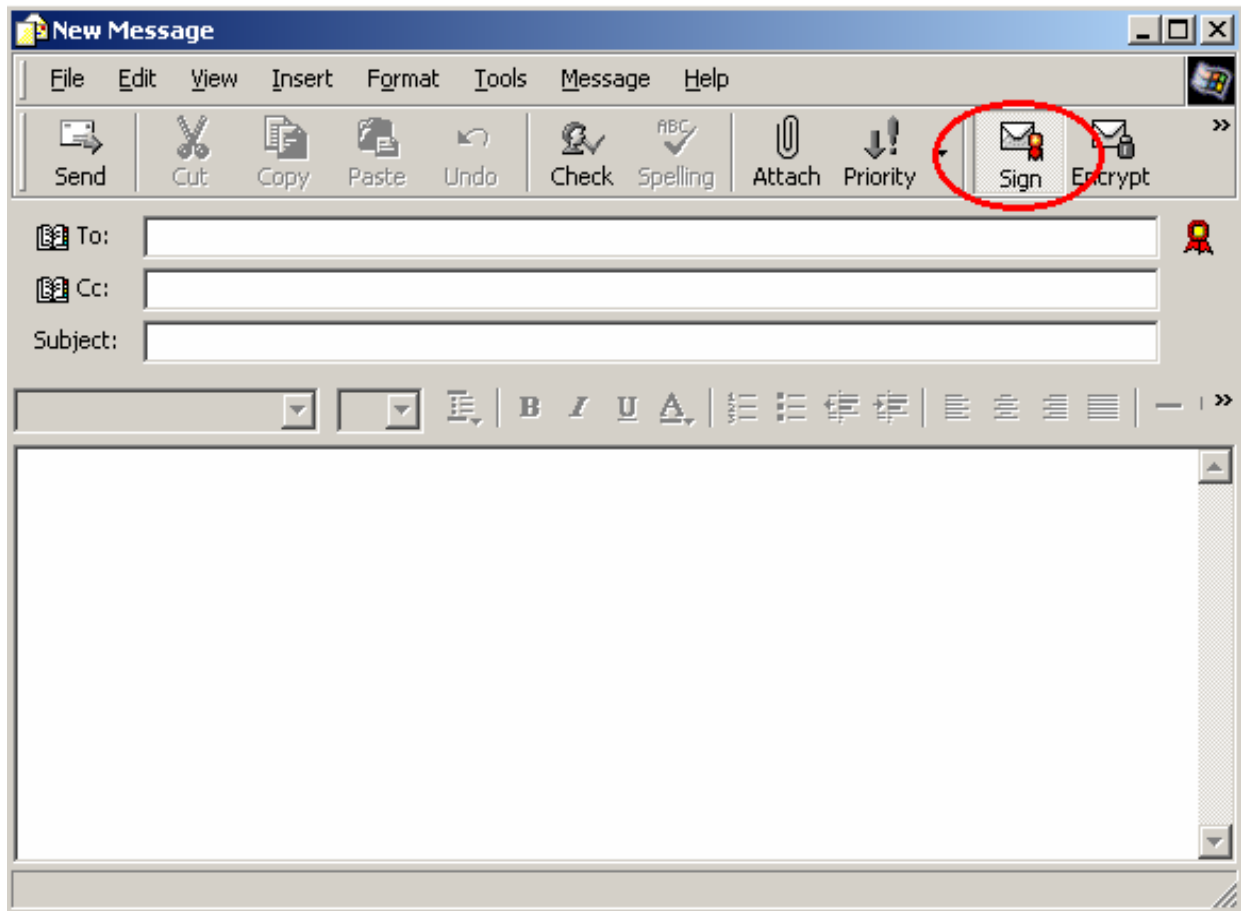 New Message
File Edit View Insert Format Tools Message Help
ABC
Send Cut Copy Paste Undo Check Spelling Attach Priority Sign Encrypt
To:
Cc:
Subject:
B I U A